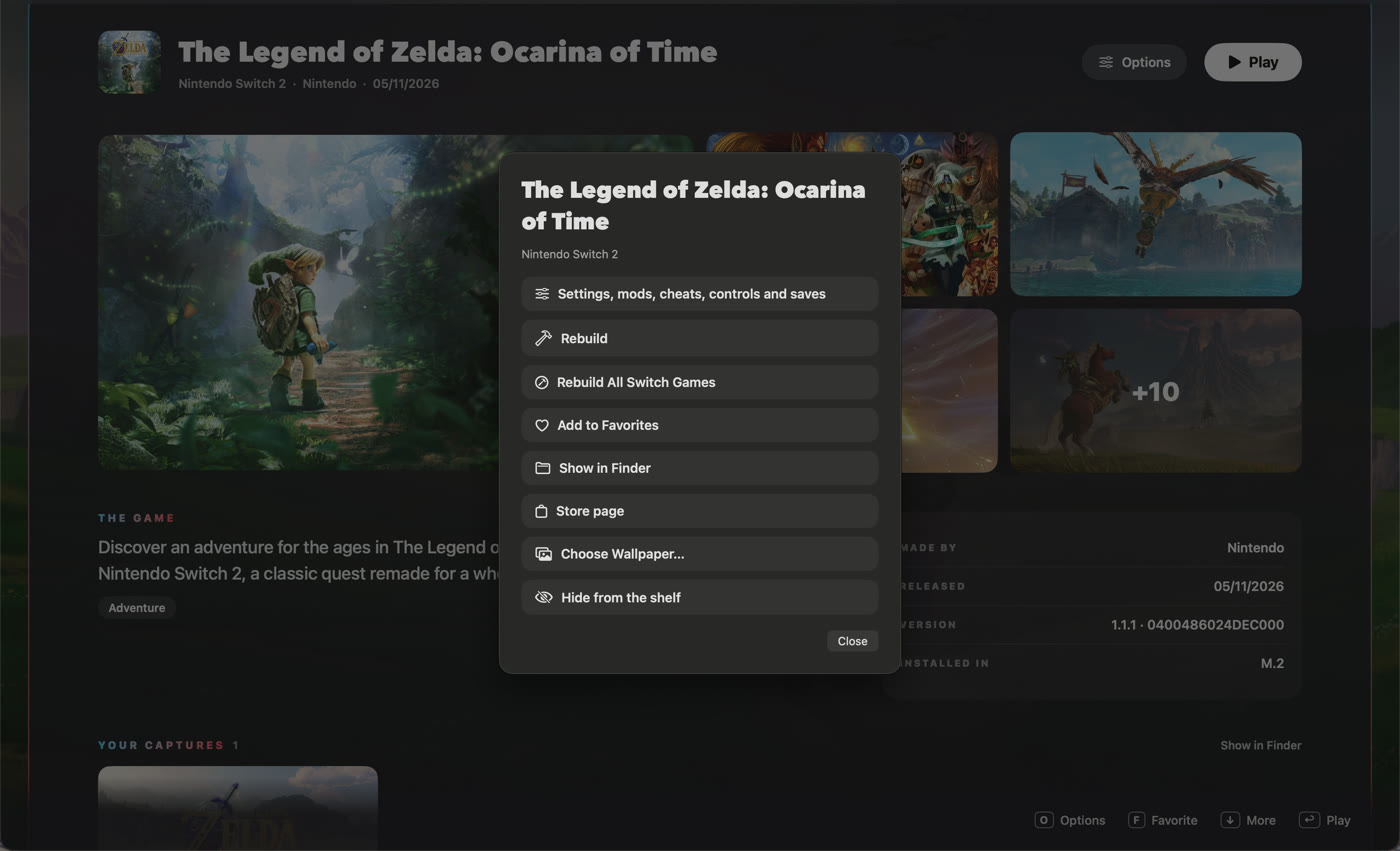 The Legend of Zelda: Ocarina of Time
Nintendo Switch 2 · Nintendo · 05/11/2026
Options
Play
The Legend of Zelda: Ocarina
of Time
Nintendo Switch 2
Settings, mods, cheats, controls and saves
Rebuild
Rebuild All Switch Games
Add to Favorites
Show in Finder
Store page
Choose Wallpaper...
Hide from the shelf
Close
+10
THE GAME
Discover an adventure for the ages in The Legend o
Nintendo Switch 2, a classic quest remade for a wh
Adventure
MADE BY
Nintendo
RELEASED
05/11/2026
VERSION
1.1.1 · 0400486024DEC000
INSTALLED IN
M.2
YOUR CAPTURES 1
Show in Finder
ZELDA
O Options
F Favorite
↓ More
↩ Play